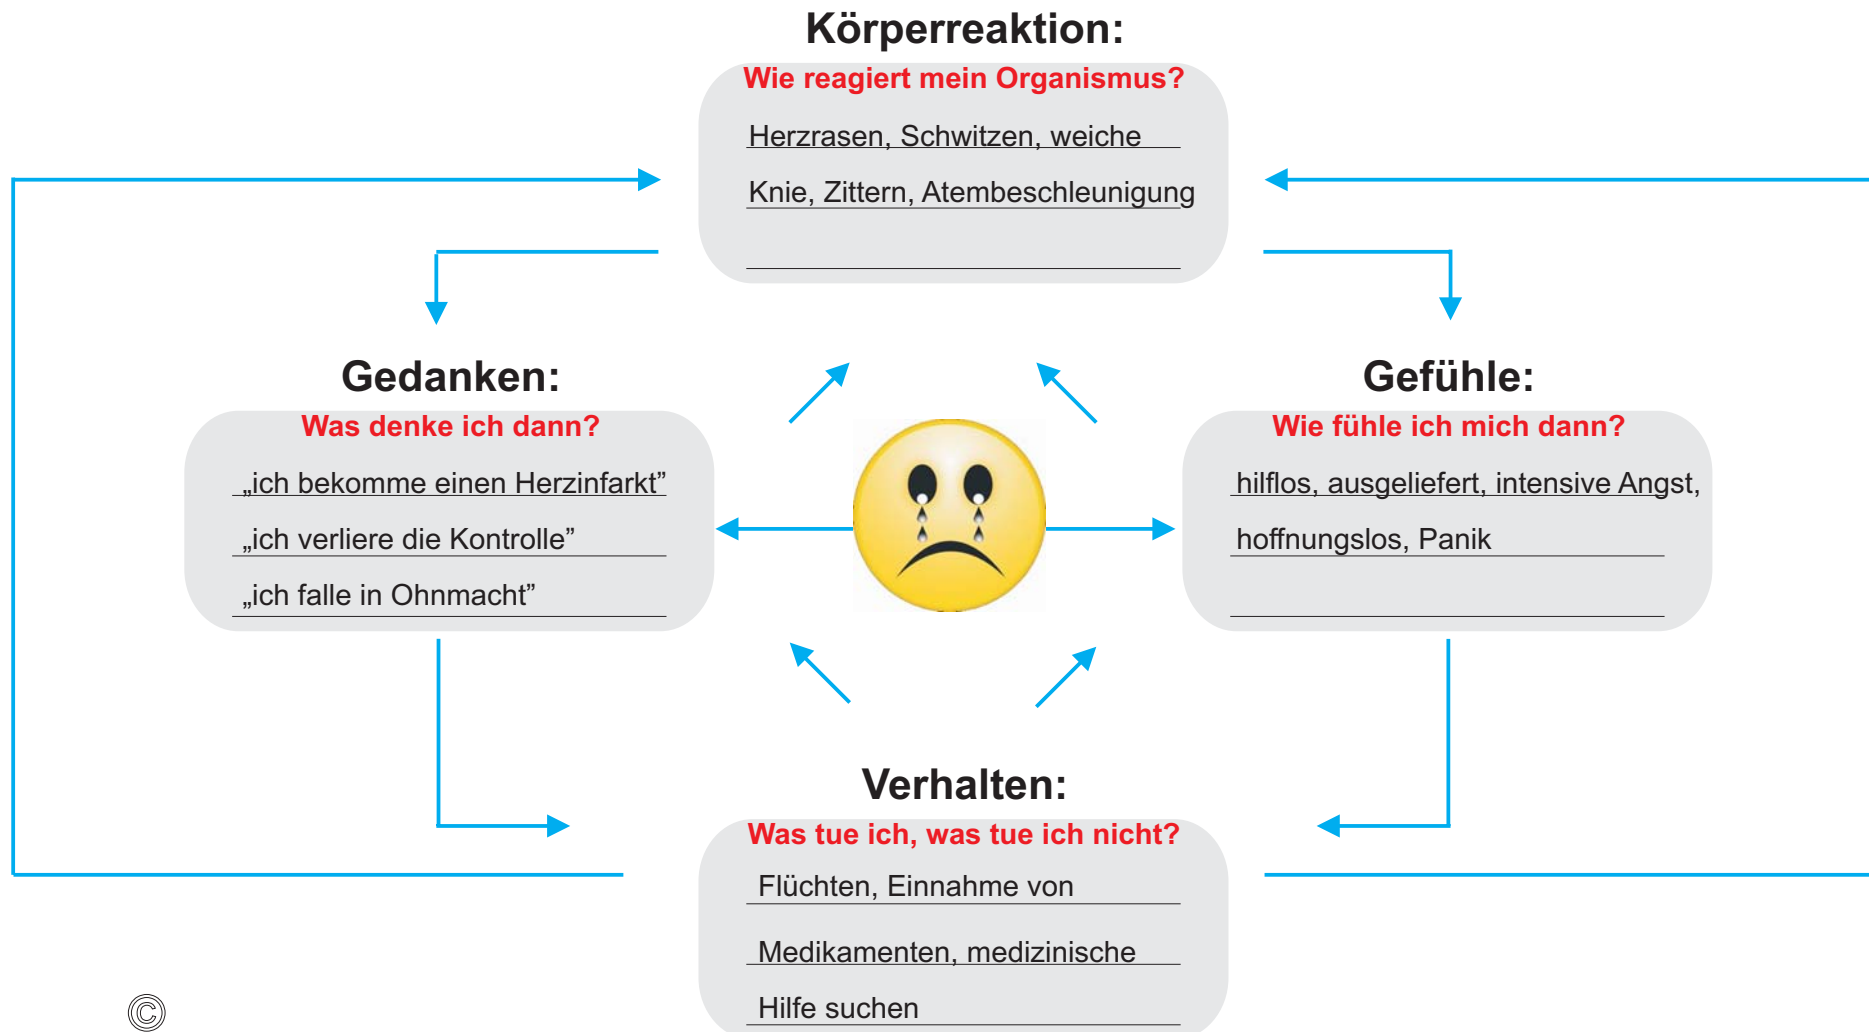 Körperreaktion:
Wie reagiert mein Organismus?
Herzrasen, Schwitzen, weiche
Knie, Zittern, Atembeschleunigung
Gedanken:
Was denke ich dann?
„ich bekomme einen Herzinfarkt”
„ich verliere die Kontrolle”
„ich falle in Ohnmacht”
Gefühle:
Wie fühle ich mich dann?
hilflos, ausgeliefert, intensive Angst,
hoffnungslos, Panik
Verhalten:
Was tue ich, was tue ich nicht?
Flüchten, Einnahme von
Medikamenten, medizinische
Hilfe suchen
©